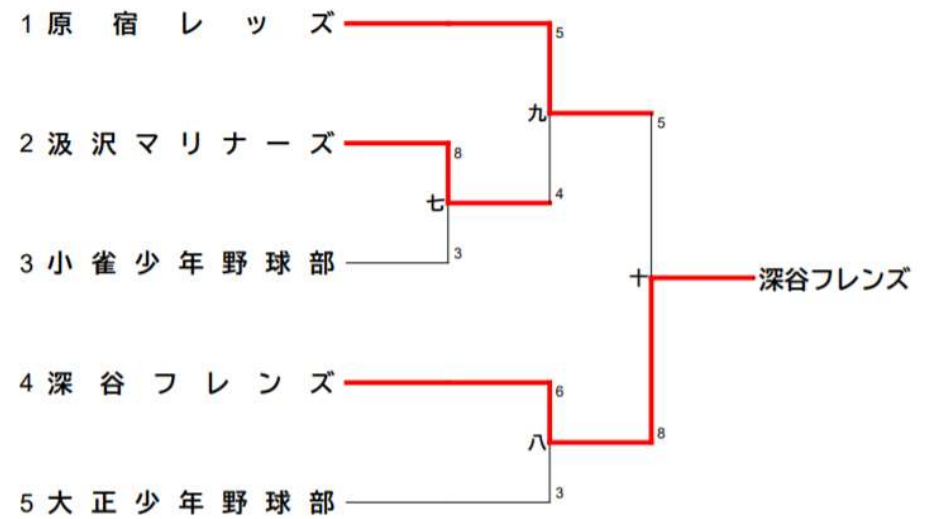 1 原宿レッズ
5
九
5
2 汲沢マリナーズ
8
4
七
3 小雀少年野球部
3
十
深谷フレンズ
4 深谷フレンズ
6
八
8
5 大正少年野球部
3